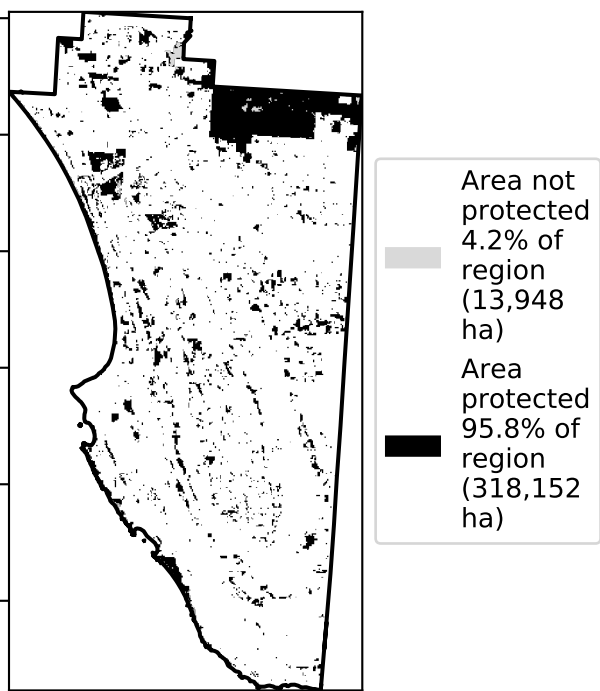 Area not
protected
4.2% of
region
(13,948
ha)
Area
protected
95.8% of
region
(318,152
ha)